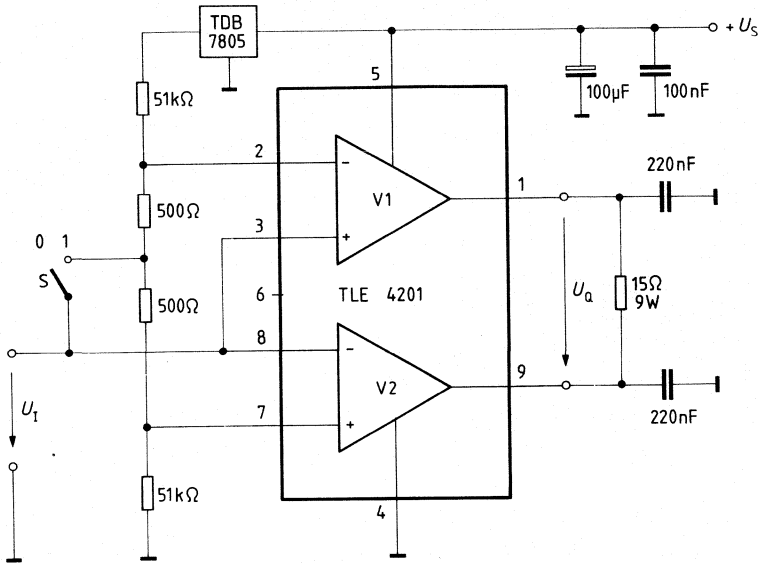 TDB
7805
+ U_S
5
51kΩ
100µF
100nF
2
220nF
–
1
V1
500Ω
3
+
0 1
S
6
TLE 4201
U_Q
15Ω
9W
500Ω
8
–
9
V2
U_I
7
+
220nF
51kΩ
4